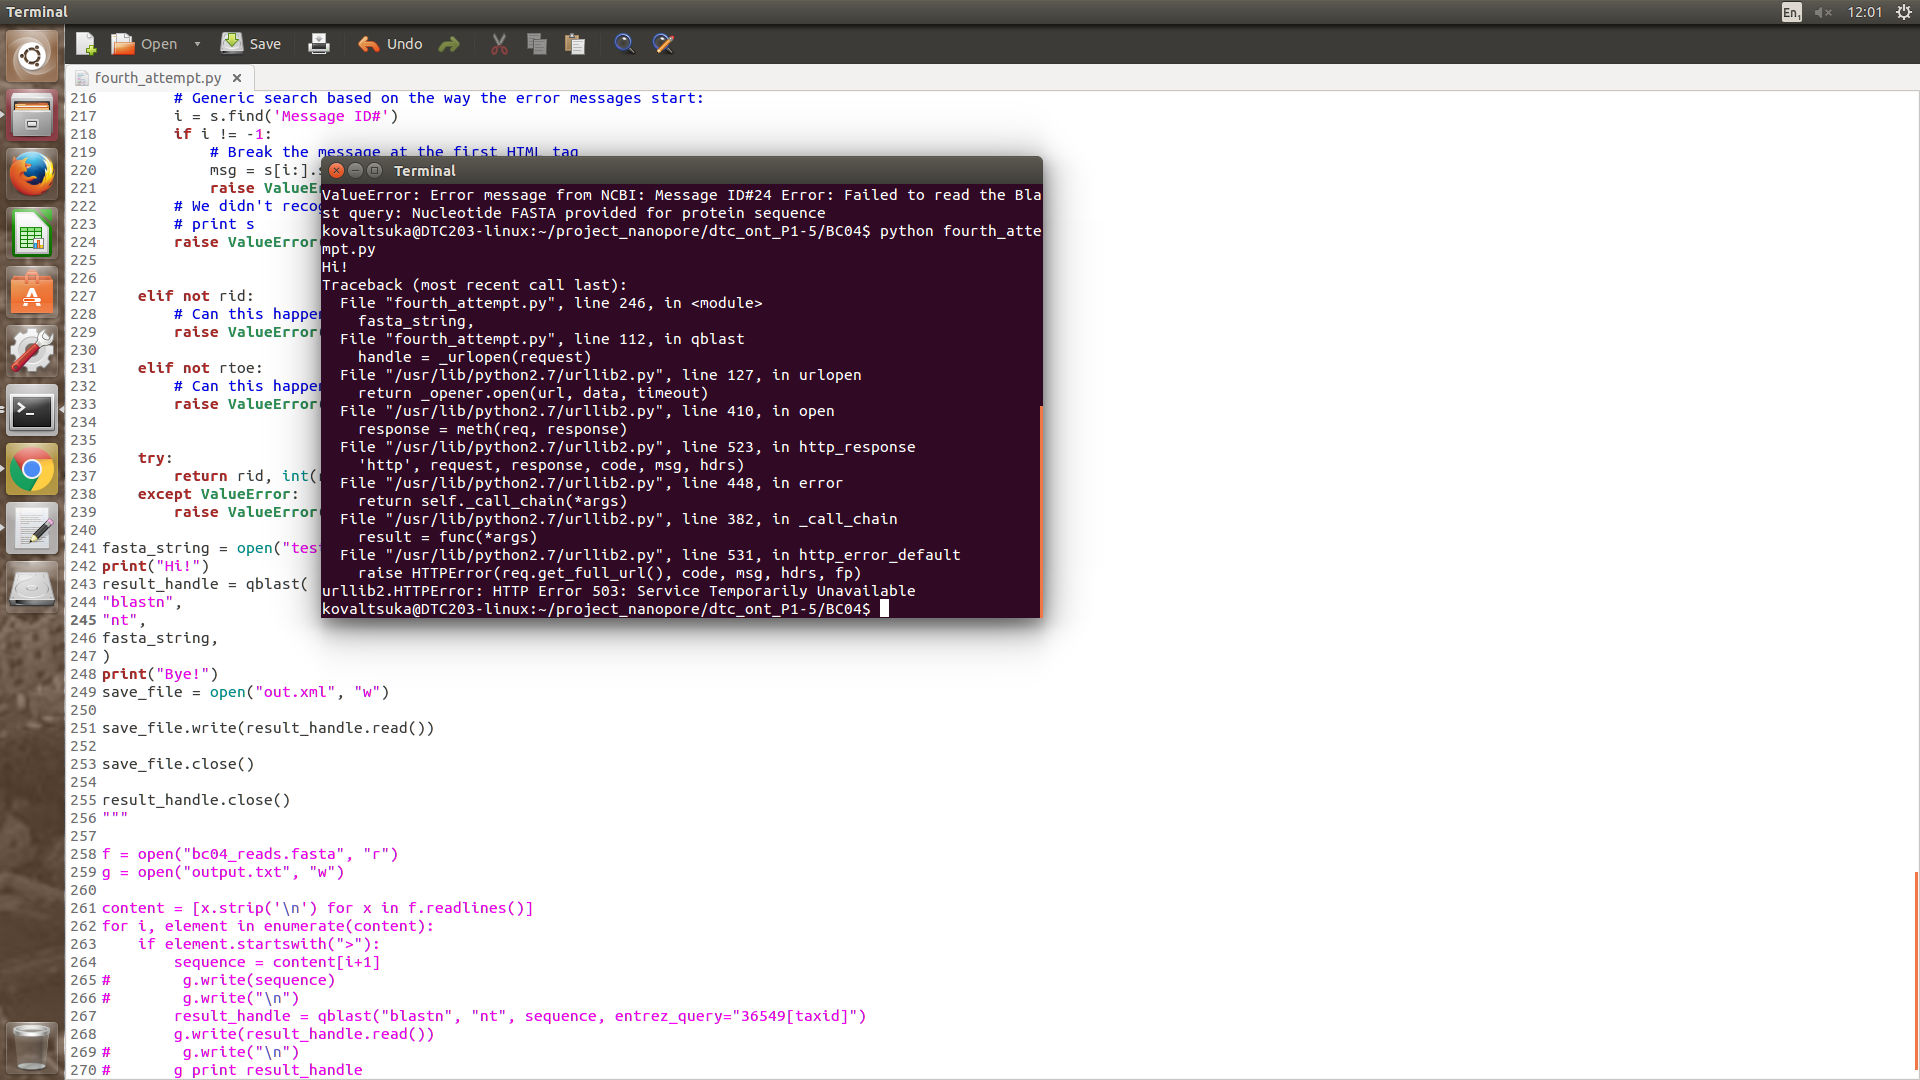 Terminal
En1
12:01
Open
Save
Undo
fourth_attempt.py
216 # Generic search based on the way the error messages start:
217 i = s.find('Message ID#')
218 if i != -1:
219 # Break the message at the first HTML tag
220 msg = s[i:].
221 raise ValueE
222 # We didn't recog
223 # print s
224 raise ValueError
225
226
227 elif not rid:
228 # Can this happe
229 raise ValueError
230
231 elif not rtoe:
232 # Can this happe
233 raise ValueError
234
235
236 try:
237 return rid, int(
238 except ValueError:
239 raise ValueError
240
241 fasta_string = open("tes
242 print("Hi!")
243 result_handle = qblast(
244 "blastn",
245 "nt",
246 fasta_string,
247 )
248 print("Bye!")
249 save_file = open("out.xml", "w")
250
251 save_file.write(result_handle.read())
252
253 save_file.close()
254
255 result_handle.close()
256 """
257
258 f = open("bc04_reads.fasta", "r")
259 g = open("output.txt", "w")
260
261 content = [x.strip('\n') for x in f.readlines()]
262 for i, element in enumerate(content):
263 if element.startswith(">"):
264 sequence = content[i+1]
265 # g.write(sequence)
266 # g.write("\n")
267 result_handle = qblast("blastn", "nt", sequence, entrez_query="36549[taxid]")
268 g.write(result_handle.read())
269 # g.write("\n")
270 # g print result_handle
Terminal
ValueError: Error message from NCBI: Message ID#24 Error: Failed to read the Bla
st query: Nucleotide FASTA provided for protein sequence
kovaltsuka@DTC203-linux:~/project_nanopore/dtc_ont_P1-5/BC04$ python fourth_atte
mpt.py
Hi!
Traceback (most recent call last):
File "fourth_attempt.py", line 246, in <module>
fasta_string,
File "fourth_attempt.py", line 112, in qblast
handle = _urlopen(request)
File "/usr/lib/python2.7/urllib2.py", line 127, in urlopen
return _opener.open(url, data, timeout)
File "/usr/lib/python2.7/urllib2.py", line 410, in open
response = meth(req, response)
File "/usr/lib/python2.7/urllib2.py", line 523, in http_response
'http', request, response, code, msg, hdrs)
File "/usr/lib/python2.7/urllib2.py", line 448, in error
return self._call_chain(*args)
File "/usr/lib/python2.7/urllib2.py", line 382, in _call_chain
result = func(*args)
File "/usr/lib/python2.7/urllib2.py", line 531, in http_error_default
raise HTTPError(req.get_full_url(), code, msg, hdrs, fp)
urllib2.HTTPError: HTTP Error 503: Service Temporarily Unavailable
kovaltsuka@DTC203-linux:~/project_nanopore/dtc_ont_P1-5/BC04$